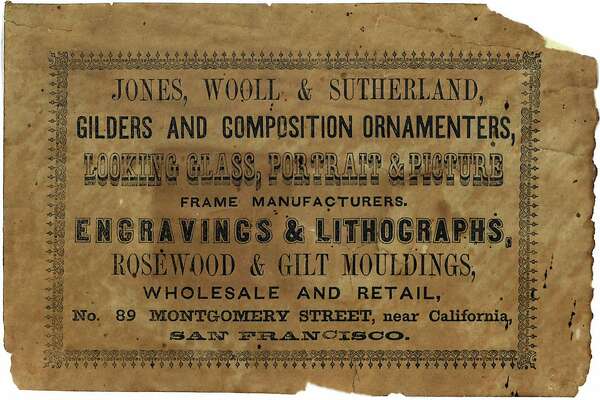 JONES, WOOLL & SUTHERLAND,
GILDERS AND COMPOSITION ORNAMENTERS,
LOOKING GLASS, PORTRAIT & PICTURE
FRAME MANUFACTURERS.
ENGRAVINGS & LITHOGRAPHS,
ROSEWOOD & GILT MOULDINGS,
WHOLESALE AND RETAIL,
No. 89 MONTGOMERY STREET, near California,
SAN FRANCISCO.